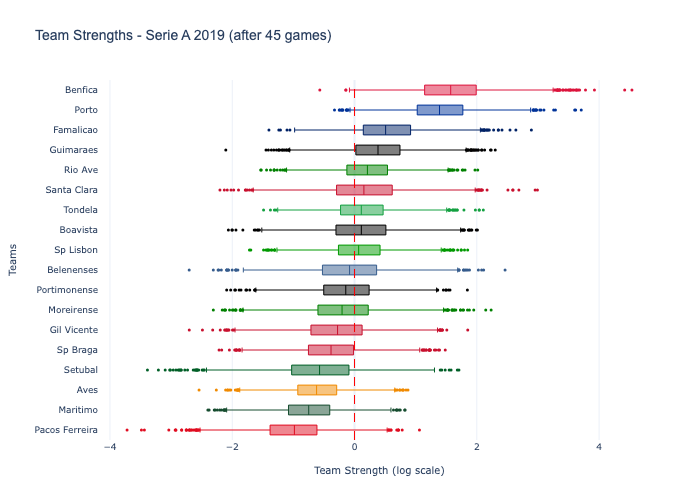 Team Strengths - Serie A 2019 (after 45 games)
Benfica
Porto
Famalicao
Guimaraes
Rio Ave
Santa Clara
Tondela
Boavista
Sp Lisbon
Belenenses
Portimonense
Moreirense
Gil Vicente
Sp Braga
Setubal
Aves
Maritimo
Pacos Ferreira
Teams
−4 −2 0 2 4
Team Strength (log scale)